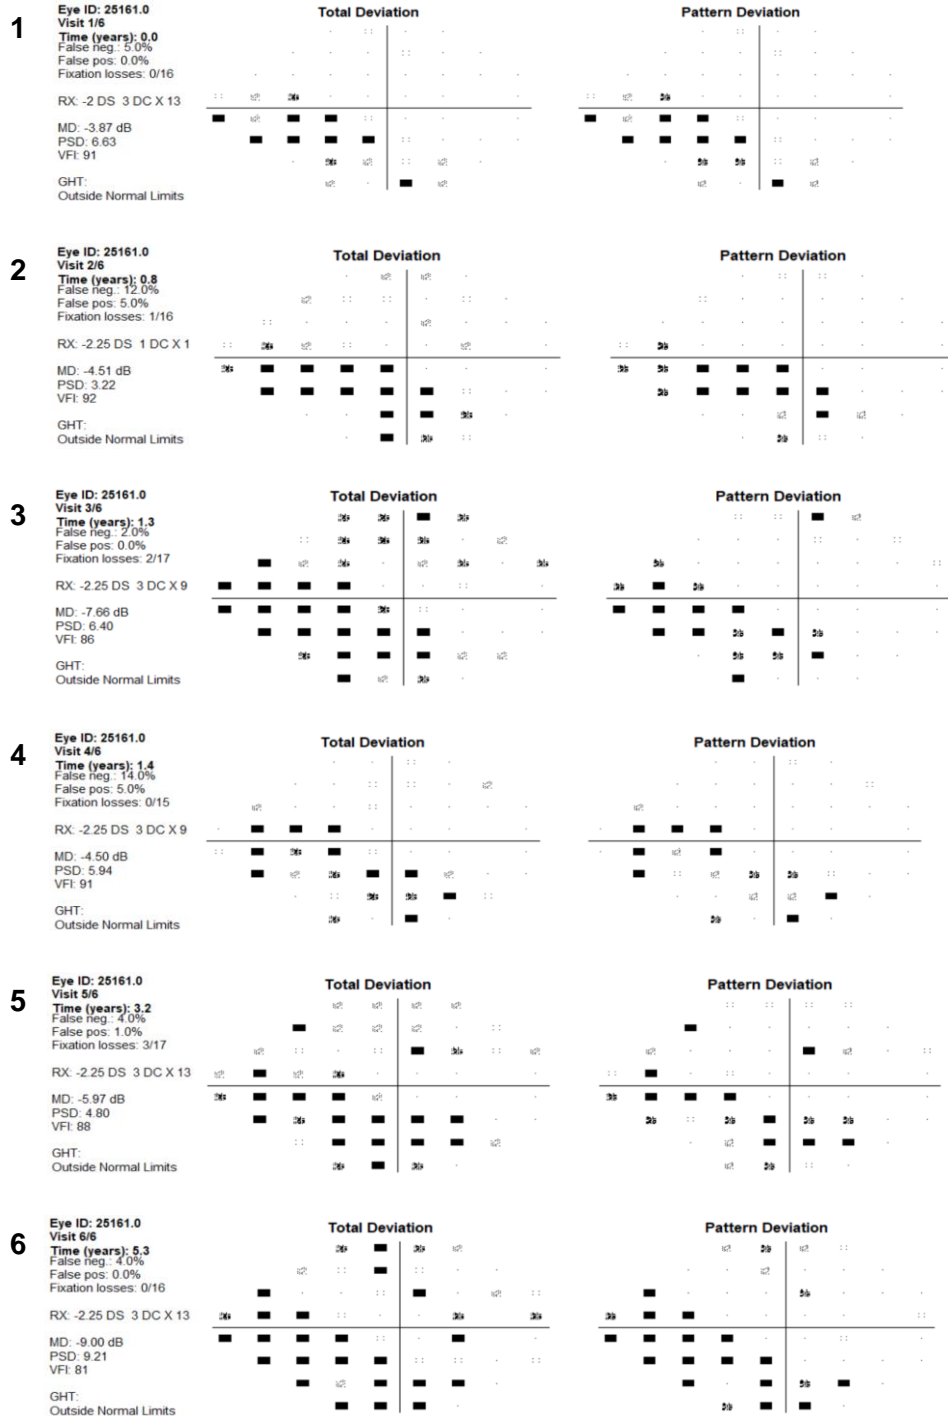 1
Eye ID: 25161.0
Visit 1/6
Time (years): 0.0
False neg.: 5.0%
False pos: 0.0%
Fixation losses: 0/16
RX: -2 DS 3 DC X 13
MD: -3.87 dB
PSD: 6.63
VFI: 91
GHT:
Outside Normal Limits
Total Deviation
Pattern Deviation
2
Eye ID: 25161.0
Visit 2/6
Time (years): 0.8
False neg.: 12.0%
False pos: 5.0%
Fixation losses: 1/16
RX: -2.25 DS 1 DC X 1
MD: -4.51 dB
PSD: 3.22
VFI: 92
GHT:
Outside Normal Limits
Total Deviation
Pattern Deviation
3
Eye ID: 25161.0
Visit 3/6
Time (years): 1.3
False neg.: 2.0%
False pos: 0.0%
Fixation losses: 2/17
RX: -2.25 DS 3 DC X 9
MD: -7.66 dB
PSD: 6.40
VFI: 86
GHT:
Outside Normal Limits
Total Deviation
Pattern Deviation
4
Eye ID: 25161.0
Visit 4/6
Time (years): 1.4
False neg.: 14.0%
False pos: 5.0%
Fixation losses: 0/15
RX: -2.25 DS 3 DC X 9
MD: -4.50 dB
PSD: 5.94
VFI: 91
GHT:
Outside Normal Limits
Total Deviation
Pattern Deviation
5
Eye ID: 25161.0
Visit 5/6
Time (years): 3.2
False neg.: 4.0%
False pos: 1.0%
Fixation losses: 3/17
RX: -2.25 DS 3 DC X 13
MD: -5.97 dB
PSD: 4.80
VFI: 88
GHT:
Outside Normal Limits
Total Deviation
Pattern Deviation
6
Eye ID: 25161.0
Visit 6/6
Time (years): 5.3
False neg.: 4.0%
False pos: 0.0%
Fixation losses: 0/16
RX: -2.25 DS 3 DC X 13
MD: -9.00 dB
PSD: 9.21
VFI: 81
GHT:
Outside Normal Limits
Total Deviation
Pattern Deviation